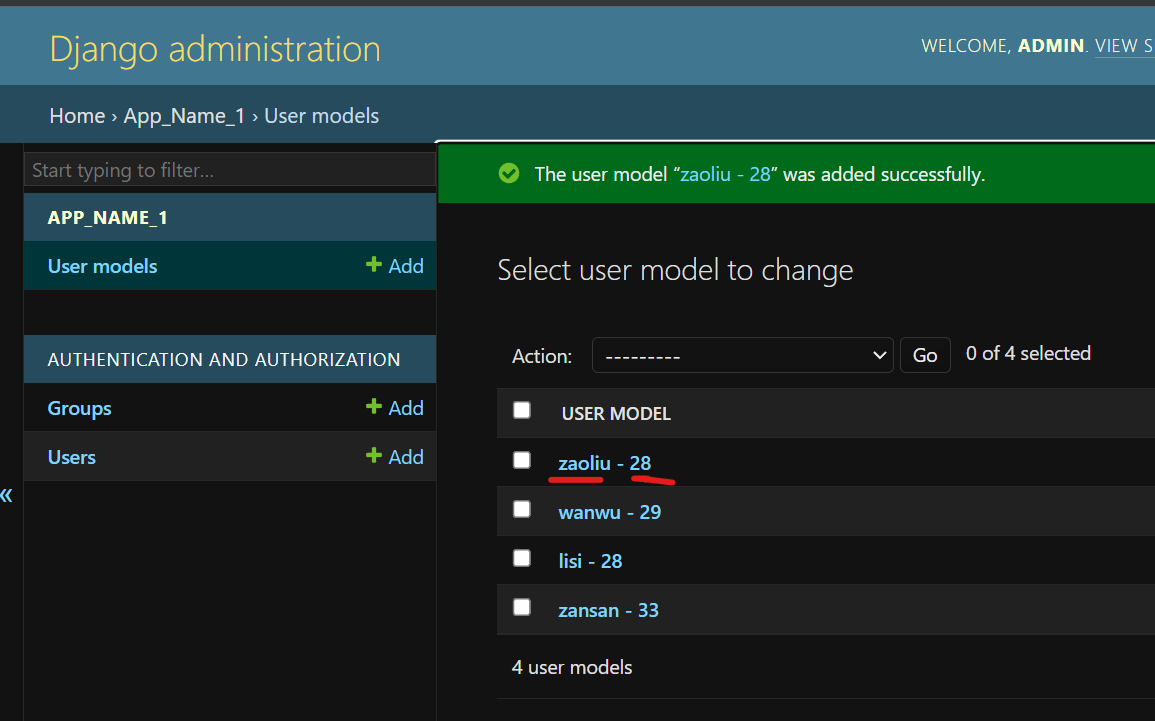 Django administration
WELCOME, ADMIN. VIEW S
Home › App_Name_1 › User models
Start typing to filter...
APP_NAME_1
User models + Add
AUTHENTICATION AND AUTHORIZATION
Groups + Add
Users + Add
«
The user model “zaoliu - 28” was added successfully.
Select user model to change
Action: --------- Go 0 of 4 selected
USER MODEL
zaoliu - 28
wanwu - 29
lisi - 28
zansan - 33
4 user models